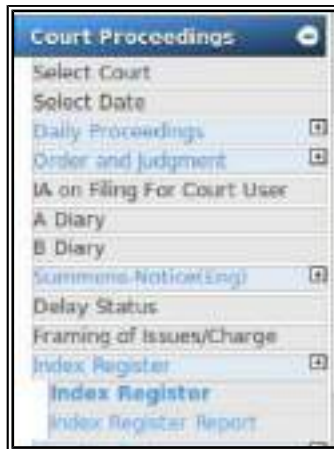 Court Proceedings
Select Court
Select Date
Daily Proceedings
Order and Judgment
IA on Filing For Court User
A Diary
B Diary
Summons-Notice(Eng)
Delay Status
Framing of Issues/Charge
Index Register
Index Register
Index Register Report